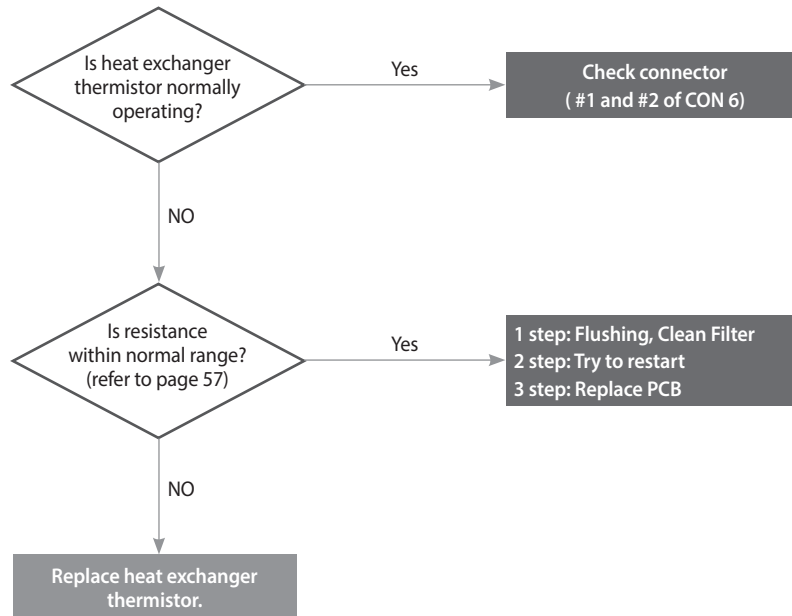 Is heat exchanger
thermistor normally
operating?
Yes
Check connector
( #1 and #2 of CON 6)
NO
Is resistance
within normal range?
(refer to page 57)
Yes
1 step: Flushing, Clean Filter
2 step: Try to restart
3 step: Replace PCB
NO
Replace heat exchanger
thermistor.